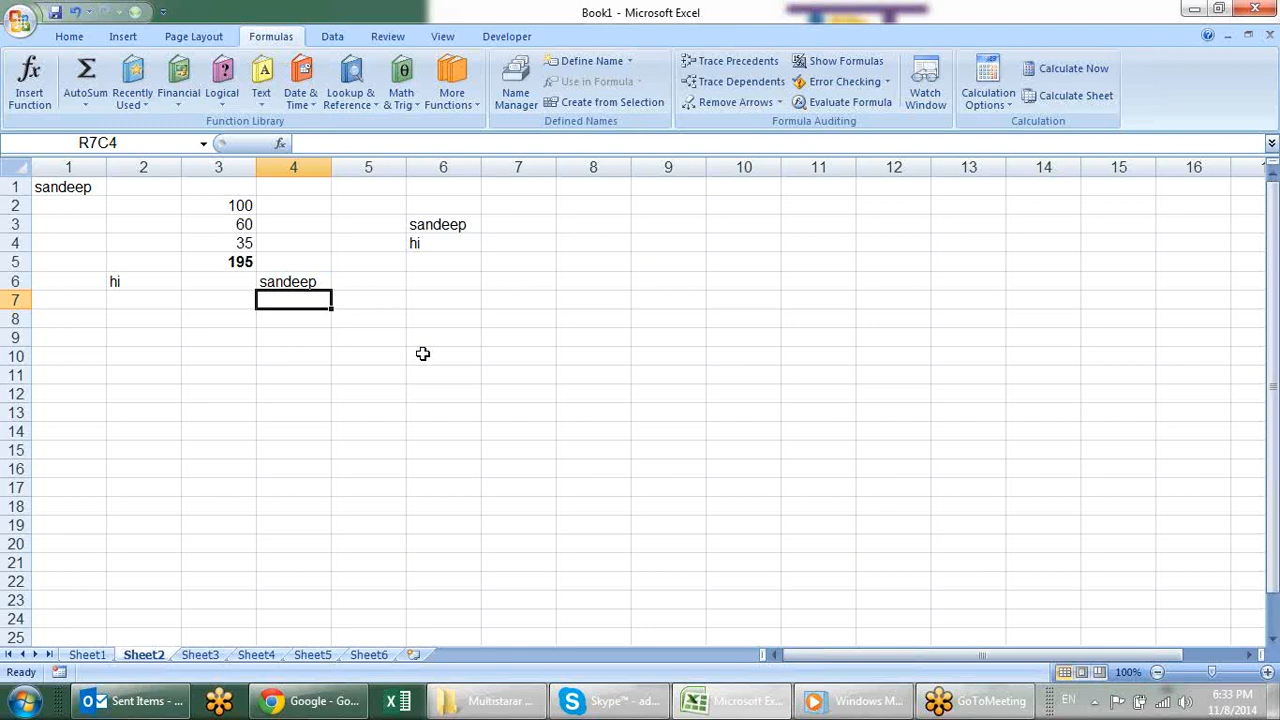 Book1 - Microsoft Excel
Home Insert Page Layout Formulas Data Review View Developer
Insert Function
AutoSum
Recently Used
Financial
Logical
Text
Date & Time
Lookup & Reference
Math & Trig
More Functions
Function Library
Name Manager
Define Name
Use in Formula
Create from Selection
Defined Names
Trace Precedents
Trace Dependents
Remove Arrows
Show Formulas
Error Checking
Evaluate Formula
Formula Auditing
Watch Window
Calculation Options
Calculate Now
Calculate Sheet
Calculation
R7C4 fx
1 2 3 4 5 6 7 8 9 10 11 12 13 14 15 16
1 sandeep
2 100
3 60 sandeep
4 35 hi
5 195
6 hi sandeep
7
8
9
10
11
12
13
14
15
16
17
18
19
20
21
22
23
24
25
Sheet1 Sheet2 Sheet3 Sheet4 Sheet5 Sheet6
Ready 100%
Sent Items - ... Google - Go... Multistarar ... Skype™ - ad... Microsoft Ex... Windows M... GoToMeeting EN 6:33 PM
11/8/2014